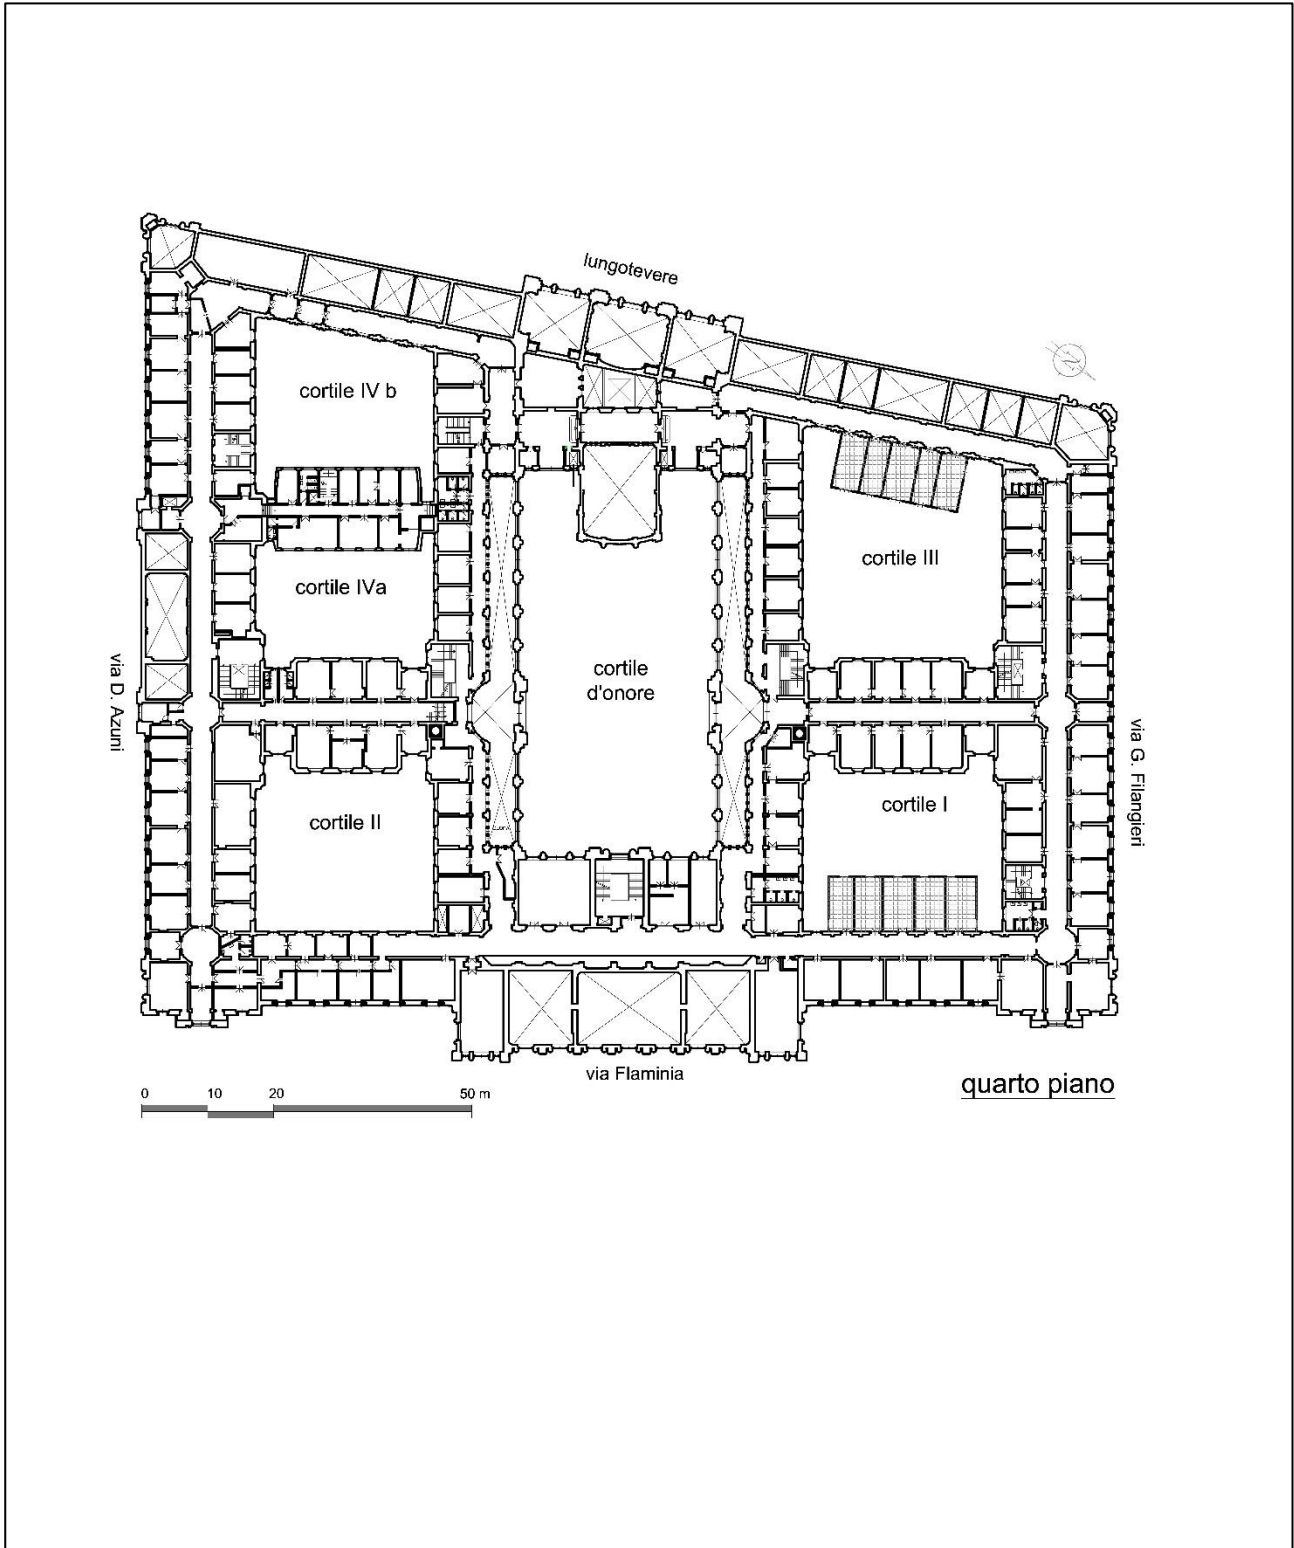 lungotevere
N
cortile IV b
cortile III
cortile IVa
cortile
d'onore
via D. Azuni
via G. Filangieri
cortile I
cortile II
via Flaminia
quarto piano
0 10 20 50 m